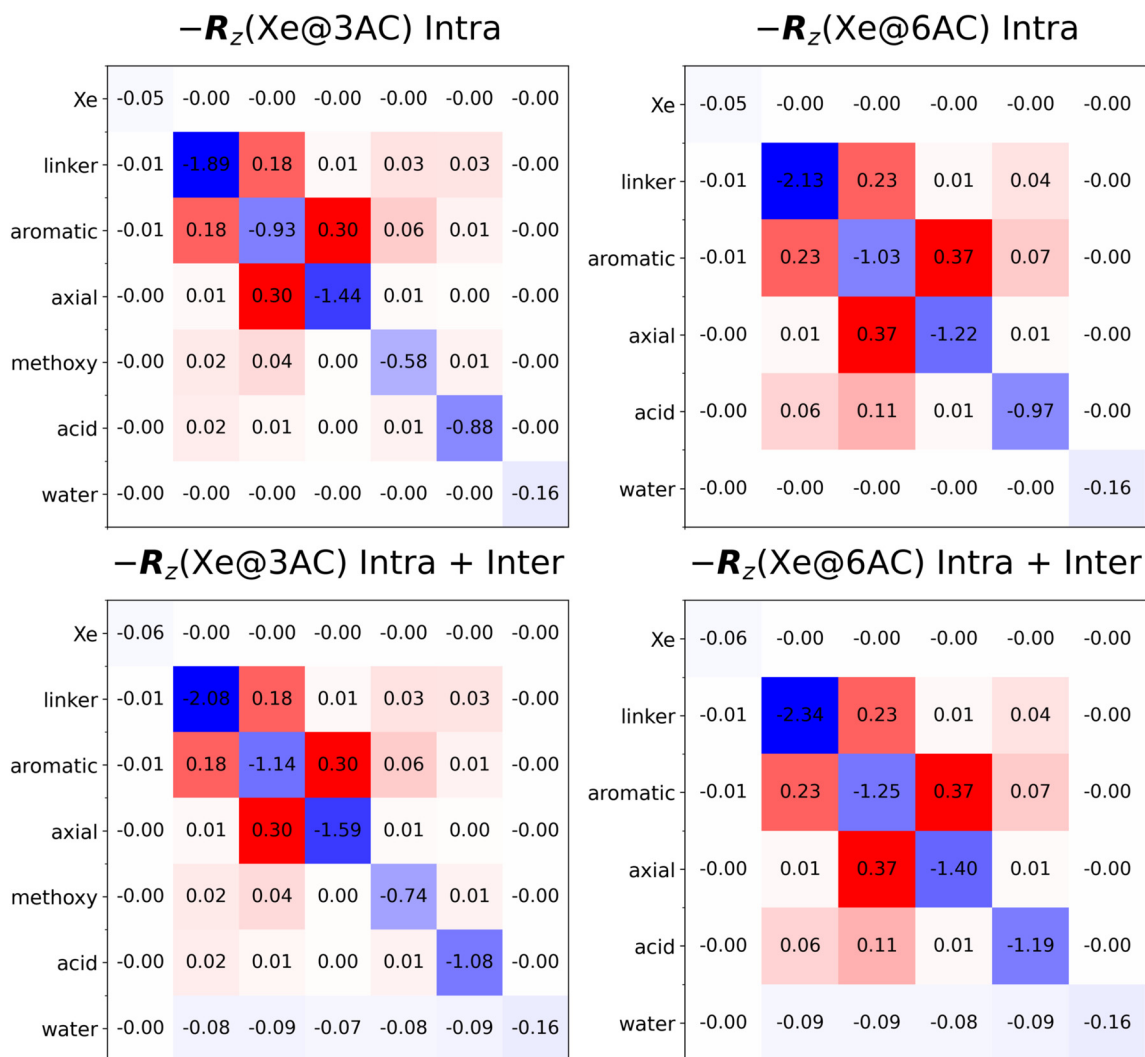 −R_z(Xe@3AC) Intra
Xe -0.05 -0.00 -0.00 -0.00 -0.00 -0.00 -0.00
linker -0.01 -1.89 0.18 0.01 0.03 0.03 -0.00
aromatic -0.01 0.18 -0.93 0.30 0.06 0.01 -0.00
axial -0.00 0.01 0.30 -1.44 0.01 0.00 -0.00
methoxy -0.00 0.02 0.04 0.00 -0.58 0.01 -0.00
acid -0.00 0.02 0.01 0.00 0.01 -0.88 -0.00
water -0.00 -0.00 -0.00 -0.00 -0.00 -0.00 -0.16
−R_z(Xe@6AC) Intra
Xe -0.05 -0.00 -0.00 -0.00 -0.00 -0.00
linker -0.01 -2.13 0.23 0.01 0.04 -0.00
aromatic -0.01 0.23 -1.03 0.37 0.07 -0.00
axial -0.00 0.01 0.37 -1.22 0.01 -0.00
acid -0.00 0.06 0.11 0.01 -0.97 -0.00
water -0.00 -0.00 -0.00 -0.00 -0.00 -0.16
−R_z(Xe@3AC) Intra + Inter
Xe -0.06 -0.00 -0.00 -0.00 -0.00 -0.00 -0.00
linker -0.01 -2.08 0.18 0.01 0.03 0.03 -0.00
aromatic -0.01 0.18 -1.14 0.30 0.06 0.01 -0.00
axial -0.00 0.01 0.30 -1.59 0.01 0.00 -0.00
methoxy -0.00 0.02 0.04 0.00 -0.74 0.01 -0.00
acid -0.00 0.02 0.01 0.00 0.01 -1.08 -0.00
water -0.00 -0.08 -0.09 -0.07 -0.08 -0.09 -0.16
−R_z(Xe@6AC) Intra + Inter
Xe -0.06 -0.00 -0.00 -0.00 -0.00 -0.00
linker -0.01 -2.34 0.23 0.01 0.04 -0.00
aromatic -0.01 0.23 -1.25 0.37 0.07 -0.00
axial -0.00 0.01 0.37 -1.40 0.01 -0.00
acid -0.00 0.06 0.11 0.01 -1.19 -0.00
water -0.00 -0.09 -0.09 -0.08 -0.09 -0.16